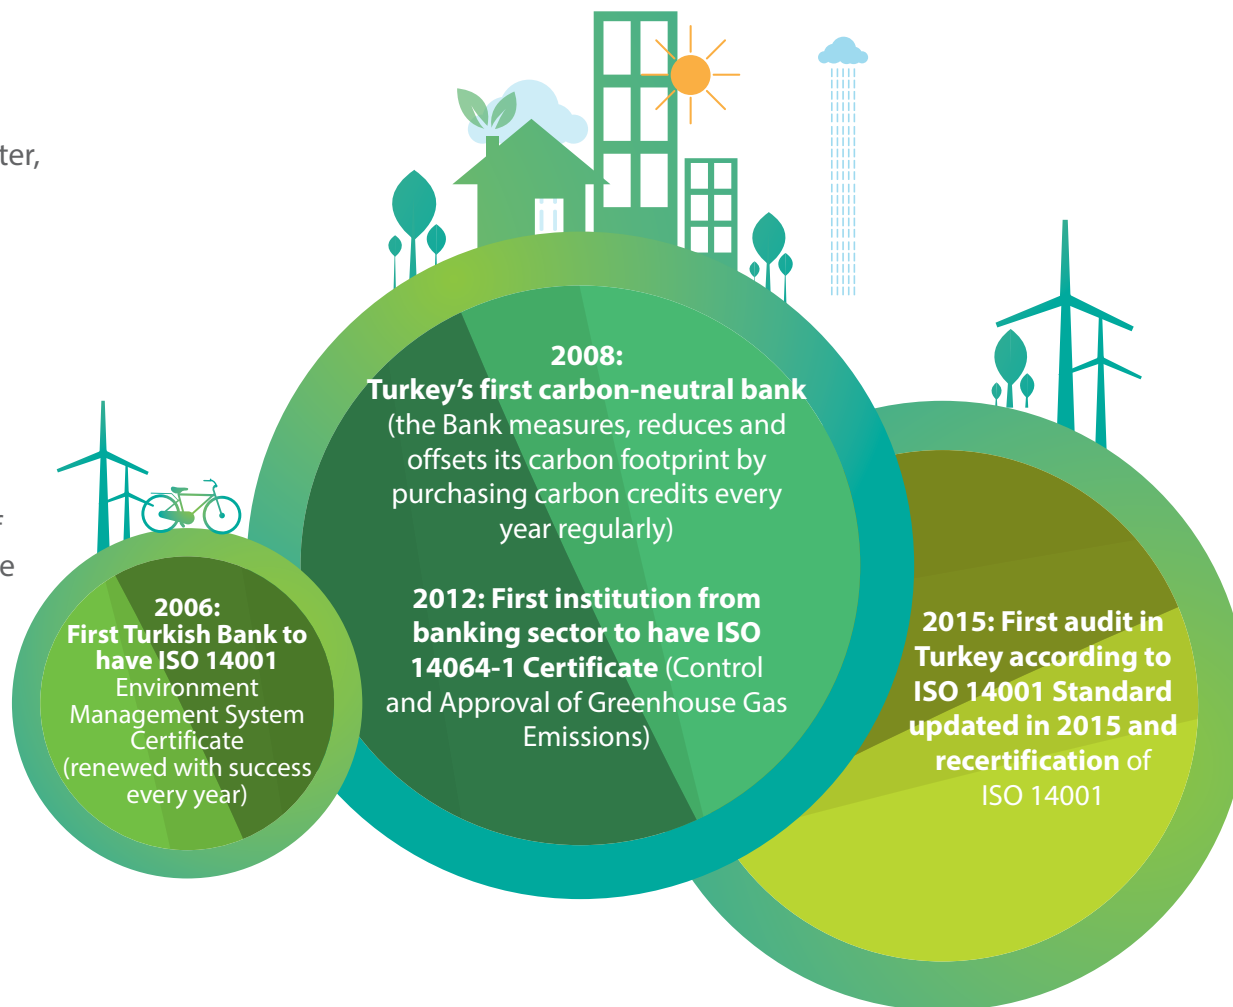 ter,
e
2006:
First Turkish Bank to
have ISO 14001
Environment
Management System
Certificate
(renewed with success
every year)
2008:
Turkey’s first carbon-neutral bank
(the Bank measures, reduces and
offsets its carbon footprint by
purchasing carbon credits every
year regularly)
2012: First institution from
banking sector to have ISO
14064-1 Certificate (Control
and Approval of Greenhouse Gas
Emissions)
2015: First audit in
Turkey according to
ISO 14001 Standard
updated in 2015 and
recertification of
ISO 14001